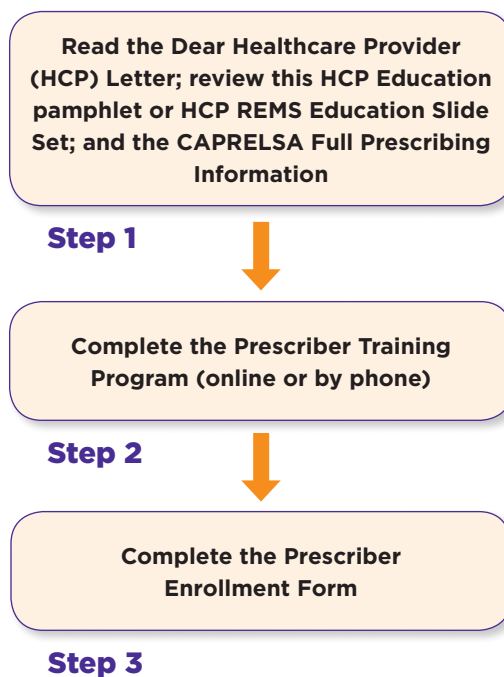 Read the Dear Healthcare Provider
(HCP) Letter; review this HCP Education
pamphlet or HCP REMS Education Slide
Set; and the CAPRELSA Full Prescribing
Information
Step 1
Complete the Prescriber Training
Program (online or by phone)
Step 2
Complete the Prescriber
Enrollment Form
Step 3